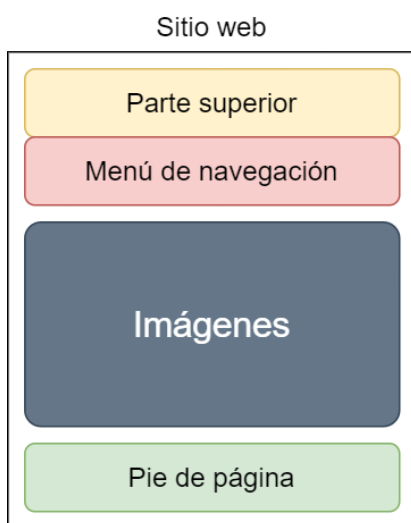 Sitio web
Parte superior
Menú de navegación
Imágenes
Pie de página